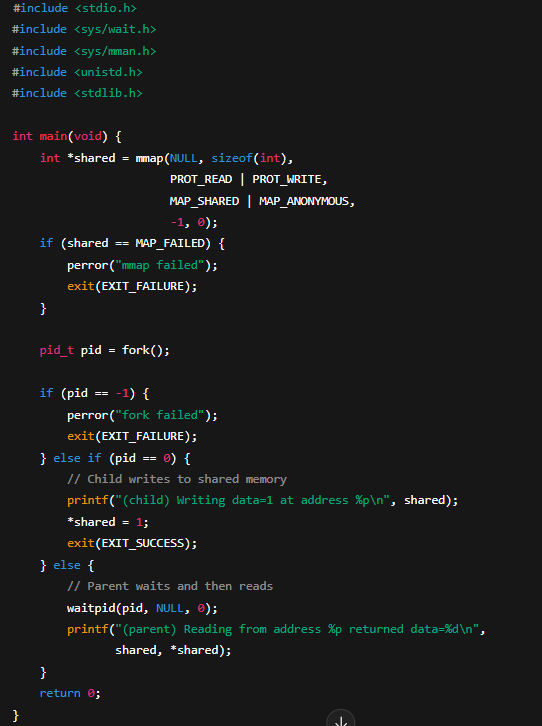 #include <stdio.h>
#include <sys/wait.h>
#include <sys/mman.h>
#include <unistd.h>
#include <stdlib.h>

int main(void) {
    int *shared = mmap(NULL, sizeof(int),
                       PROT_READ | PROT_WRITE,
                       MAP_SHARED | MAP_ANONYMOUS,
                       -1, 0);
    if (shared == MAP_FAILED) {
        perror("mmap failed");
        exit(EXIT_FAILURE);
    }

    pid_t pid = fork();

    if (pid == -1) {
        perror("fork failed");
        exit(EXIT_FAILURE);
    } else if (pid == 0) {
        // Child writes to shared memory
        printf("(child) Writing data=1 at address %p\n", shared);
        *shared = 1;
        exit(EXIT_SUCCESS);
    } else {
        // Parent waits and then reads
        waitpid(pid, NULL, 0);
        printf("(parent) Reading from address %p returned data=%d\n",
               shared, *shared);
    }
    return 0;
}